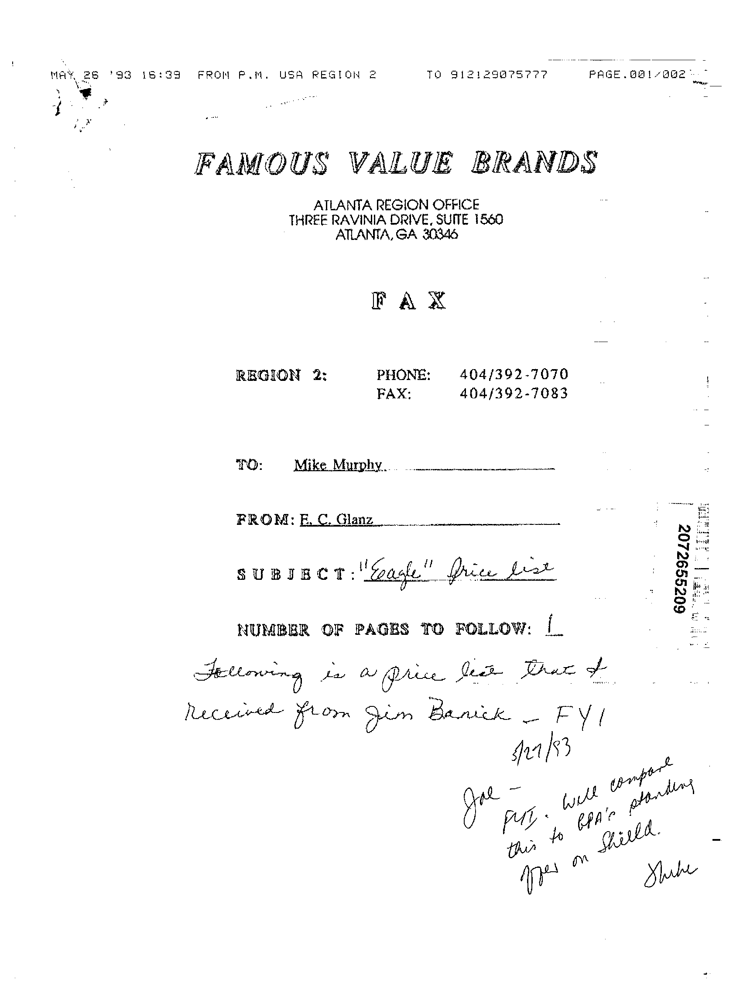 MAY 26 '93 16:39 FROM P.M. USA REGION 2 TO 912129075777 PAGE.001/002
FAMOUS VALUE BRANDS
ATLANTA REGION OFFICE
THREE RAVINIA DRIVE, SUITE 1560
ATLANTA, GA 30346
FAX
REGION 2: PHONE: 404/392-7070
FAX: 404/392-7083
TO: Mike Murphy
FROM: E. C. Glanz
SUBJECT: "Eagle" price list
NUMBER OF PAGES TO FOLLOW: 1
Following is a price list that I
received from Jim Banick - FYI
5/27/93
Joe -
FYI. Will compare
this to standing
on Shield.
2072655209